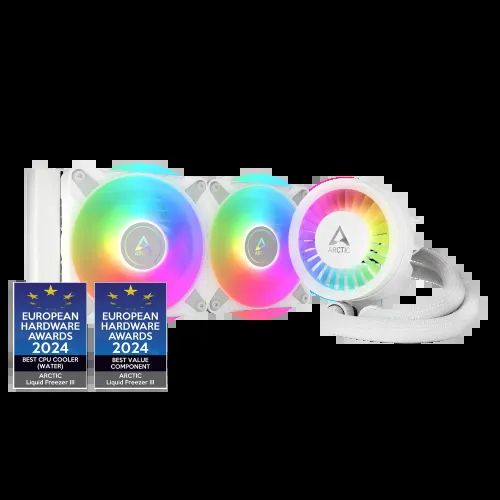 ARCTIC
EUROPEAN
HARDWARE
AWARDS
2024
BEST CPU COOLER
(WATER)
ARCTIC
Liquid Freezer III
EUROPEAN
HARDWARE
AWARDS
2024
BEST VALUE
COMPONENT
ARCTIC
Liquid Freezer III